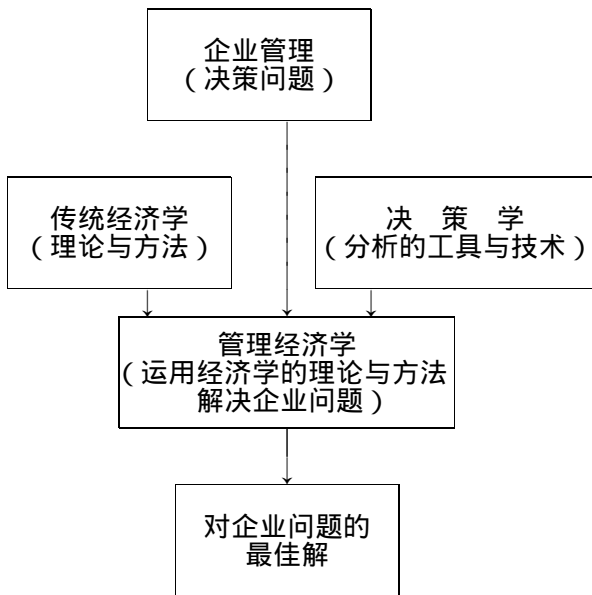 企业管理
（决策问题）
传统经济学
（理论与方法）
决 策 学
（分析的工具与技术）
管理经济学
（运用经济学的理论与方法
解决企业问题）
对企业问题的
最佳解